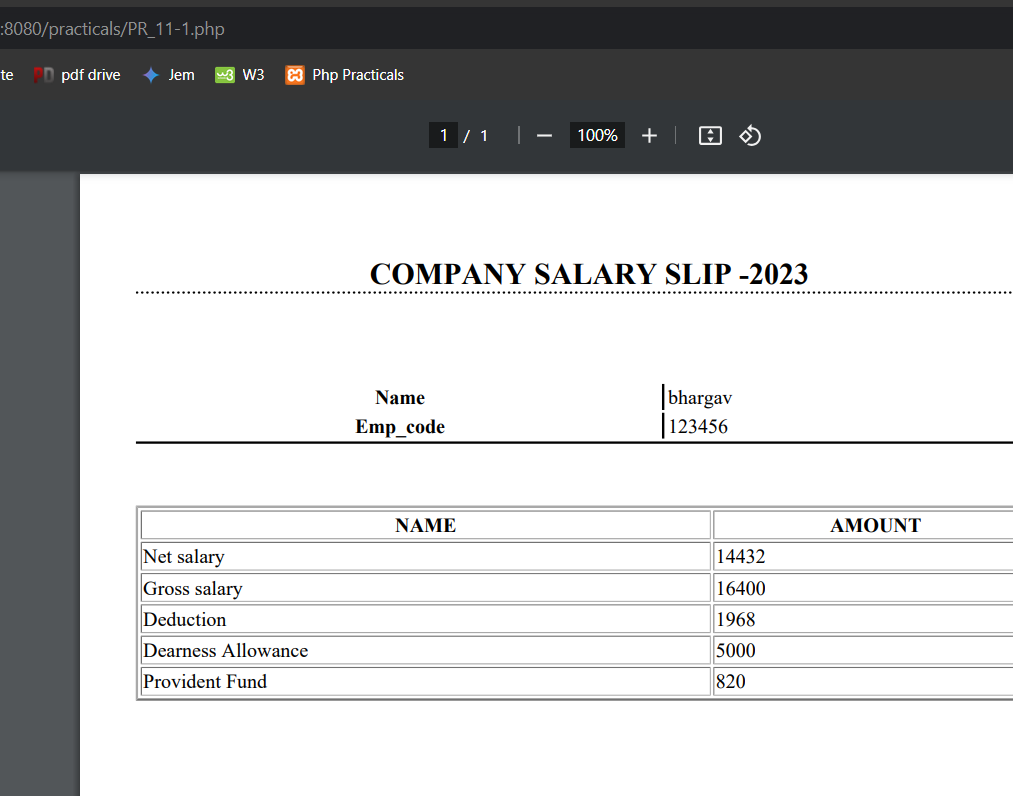 :8080/practicals/PR_11-1.php
te pdf drive Jem W3 Php Practicals
1 / 1 100%
COMPANY SALARY SLIP -2023
Name bhargav
Emp_code 123456
NAME AMOUNT
Net salary 14432
Gross salary 16400
Deduction 1968
Dearness Allowance 5000
Provident Fund 820